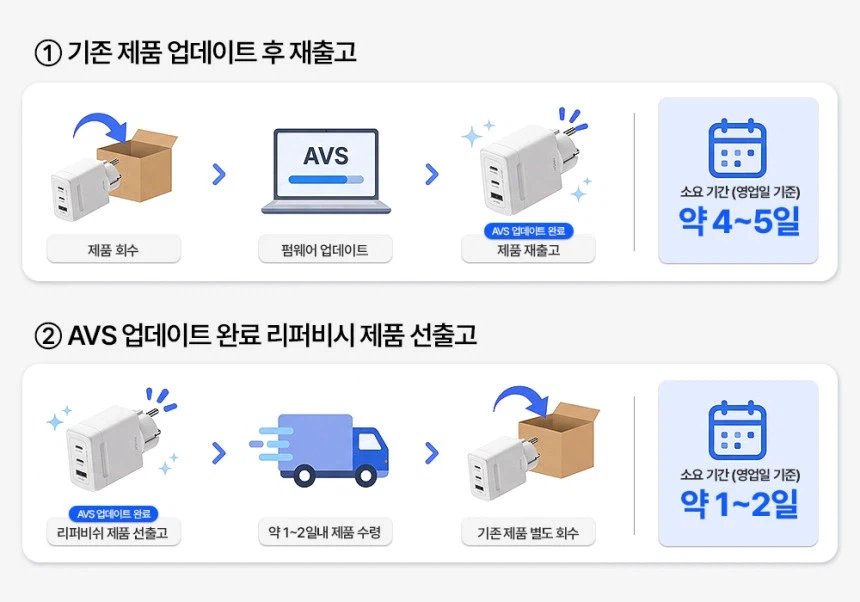 ① 기존 제품 업데이트 후 재출고
AVS
제품 회수
펌웨어 업데이트
AVS 업데이트 완료
제품 재출고
소요 기간 (영업일 기준)
약 4~5일
② AVS 업데이트 완료 리퍼비시 제품 선출고
AVS 업데이트 완료
리퍼비쉬 제품 선출고
약 1~2일내 제품 수령
기존 제품 별도 회수
소요 기간 (영업일 기준)
약 1~2일